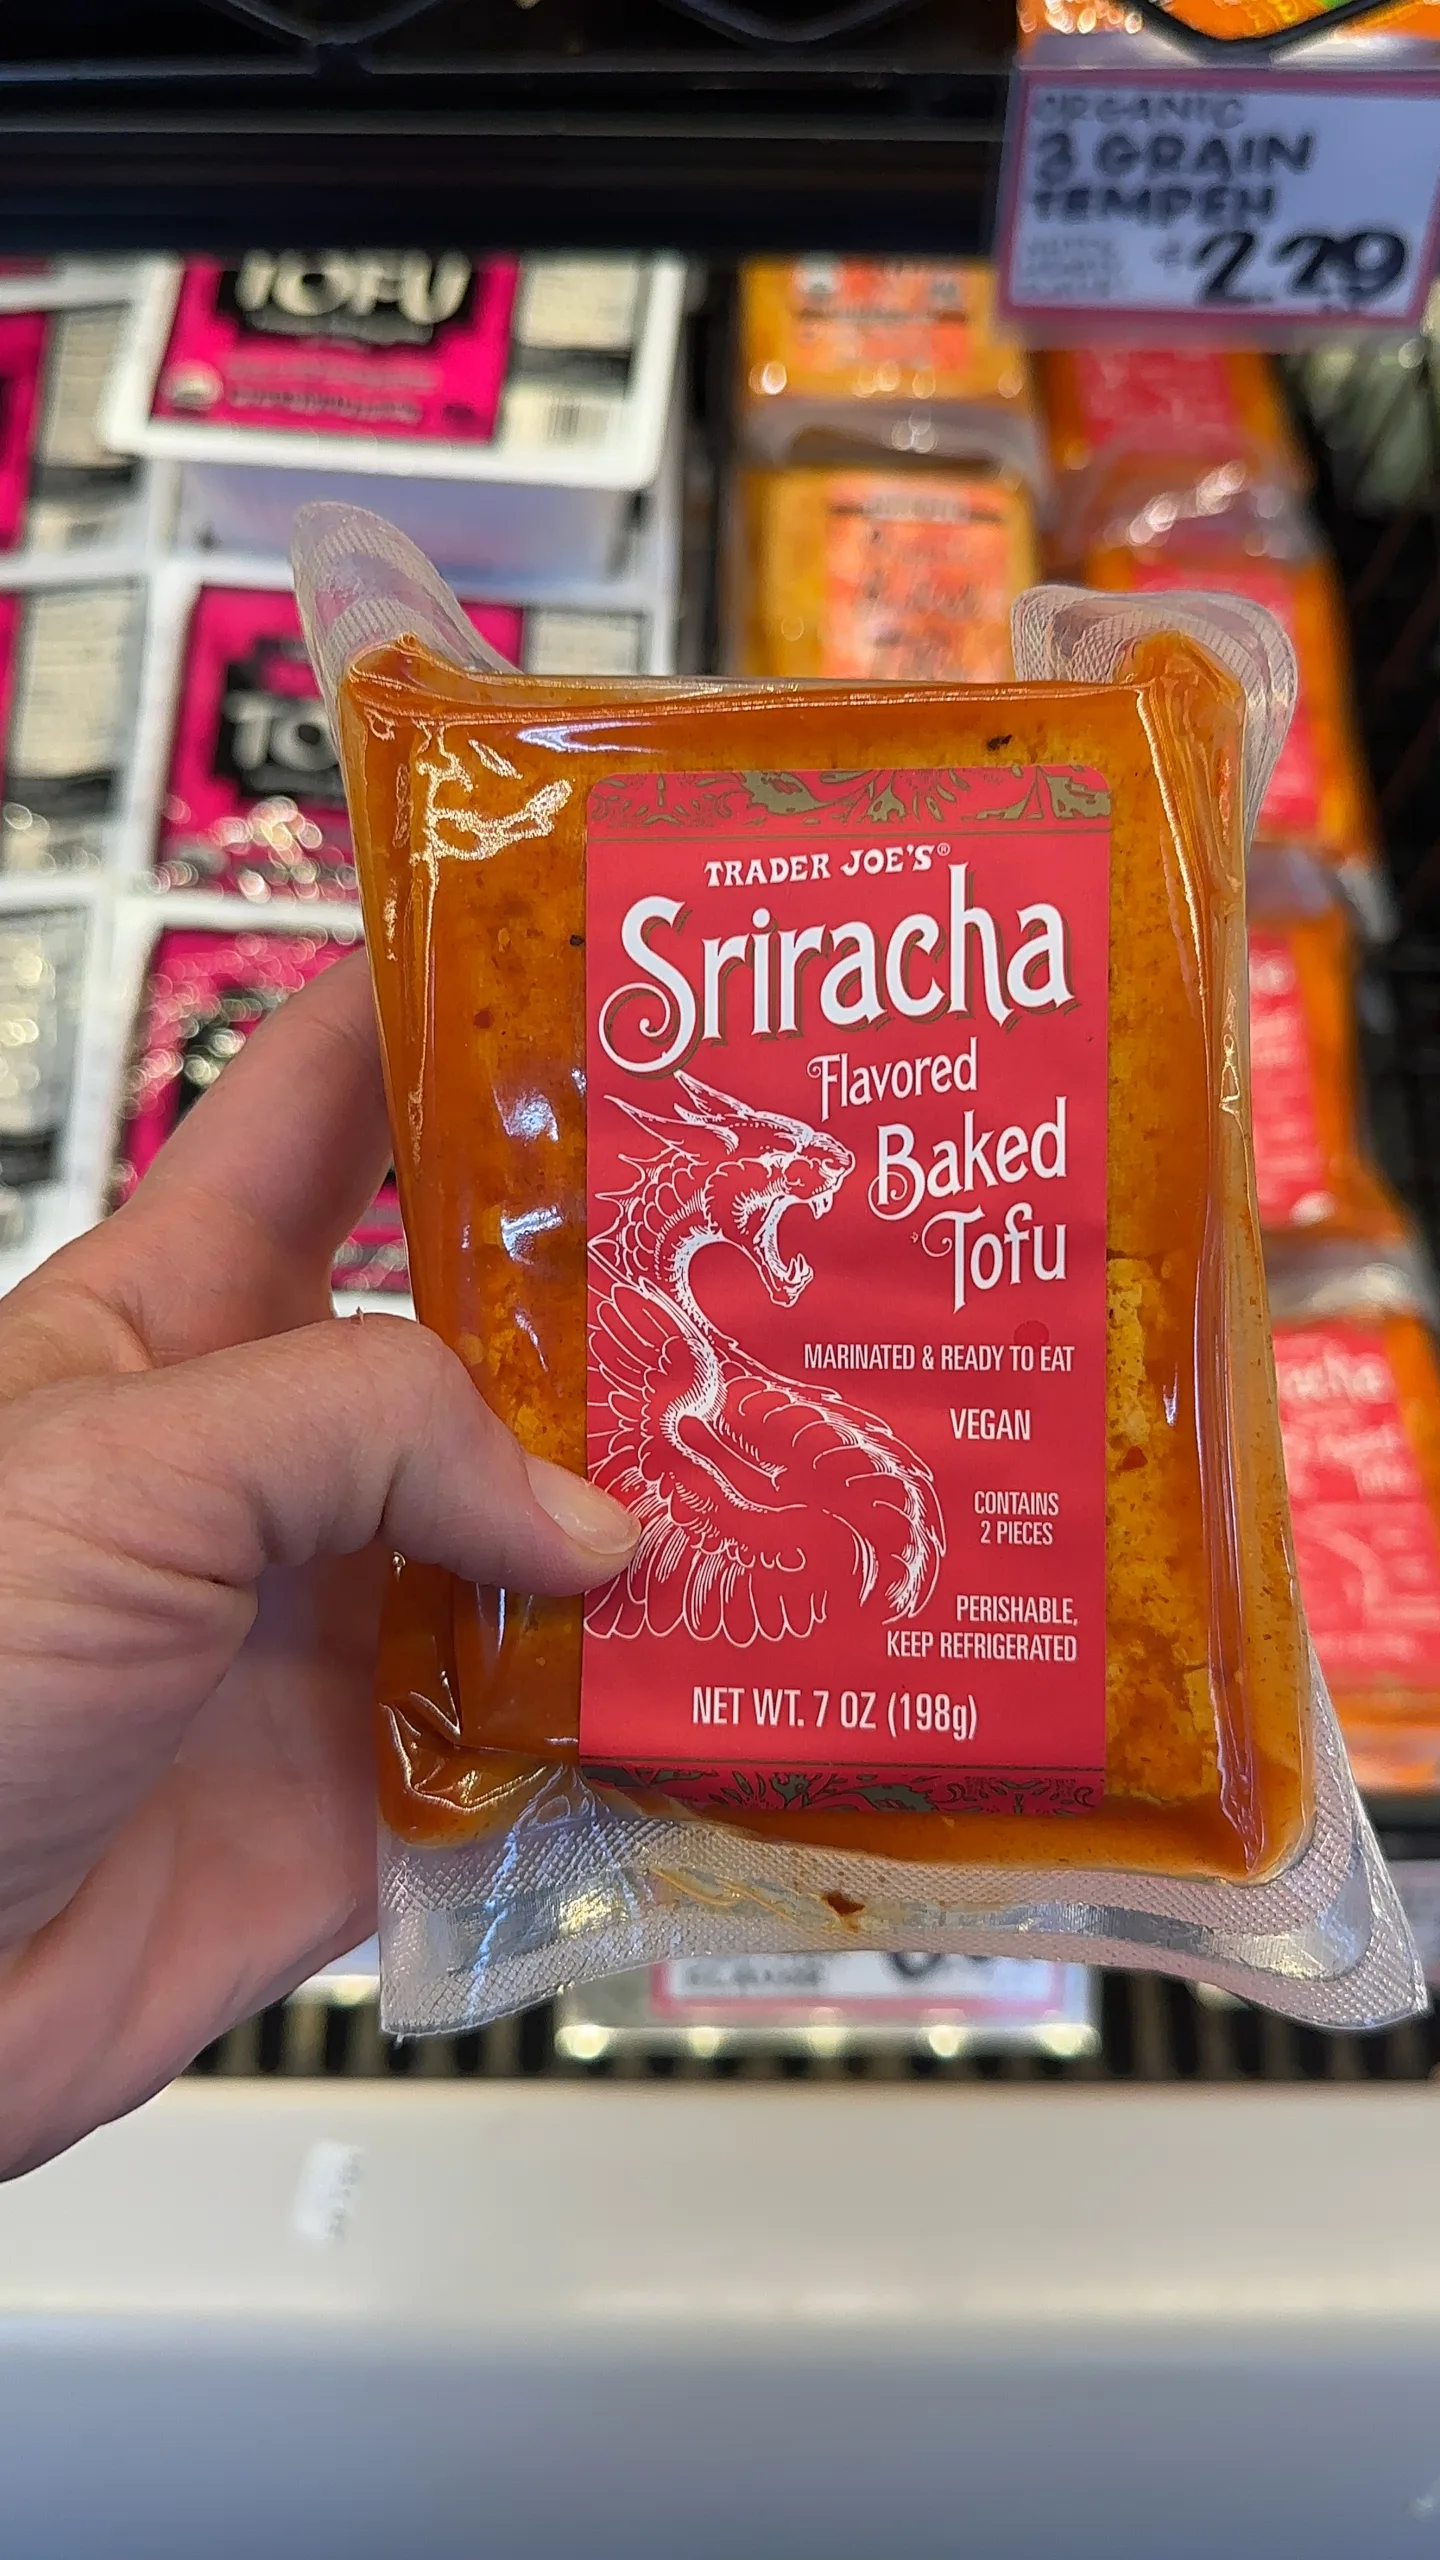 ORGANIC
3 GRAIN
TEMPEH
2.29
TOFU
TRADER JOE'S®
Sriracha
Flavored
Baked
Tofu
MARINATED & READY TO EAT
VEGAN
CONTAINS
2 PIECES
PERISHABLE,
KEEP REFRIGERATED
NET WT. 7 OZ (198g)